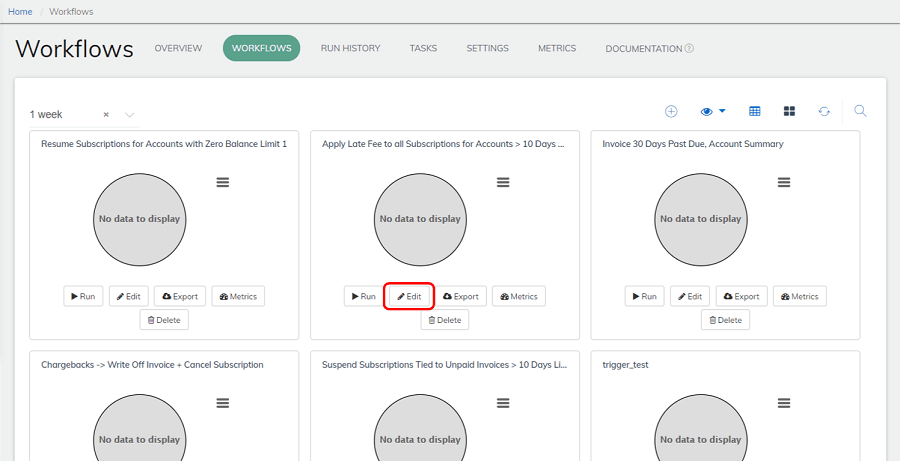 Home / Workflows
Workflows OVERVIEW WORKFLOWS RUN HISTORY TASKS SETTINGS METRICS DOCUMENTATION ?
1 week ×
Resume Subscriptions for Accounts with Zero Balance Limit 1
No data to display
Run Edit Export Metrics
Delete
Apply Late Fee to all Subscriptions for Accounts > 10 Days ...
No data to display
Run Edit Export Metrics
Delete
Invoice 30 Days Past Due, Account Summary
No data to display
Run Edit Export Metrics
Delete
Chargebacks -> Write Off Invoice + Cancel Subscription
No data to display
Suspend Subscriptions Tied to Unpaid Invoices > 10 Days Li...
No data to display
trigger_test
No data to display